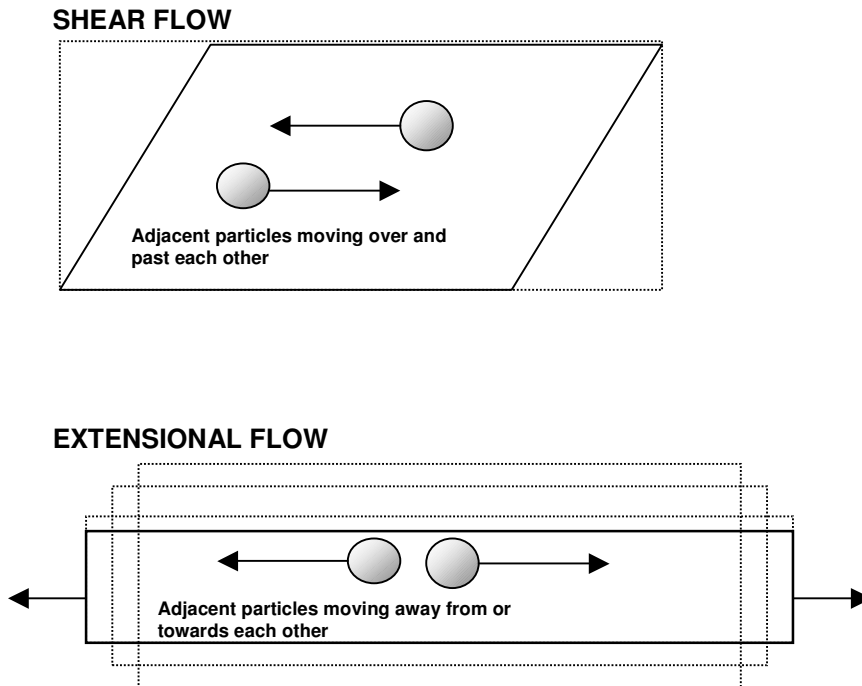 SHEAR FLOW
Adjacent particles moving over and
past each other
EXTENSIONAL FLOW
Adjacent particles moving away from or
towards each other